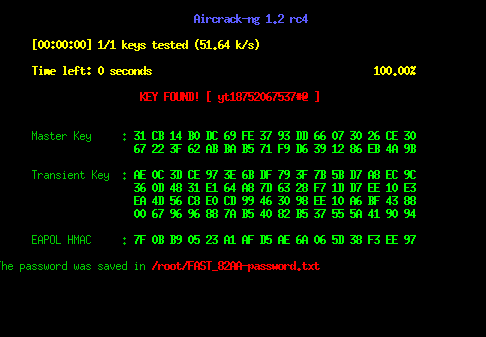 Aircrack-ng 1.2 rc4
[00:00:00] 1/1 keys tested (51.64 k/s)
Time left: 0 seconds 100.00%
KEY FOUND! [ yt18752067537#@ ]
Master Key : 31 CB 14 B0 DC 69 FE 37 93 DD 66 07 30 26 CE 30
67 22 3F 62 AB DA D5 71 F9 D6 39 12 86 EB 4A 9B
Transient Key : AE 0C 3D CE 97 3E 6B DF 79 3F 7B 5B D7 A8 EC 9C
36 0D 48 31 E1 64 A8 7D 63 28 F7 1D D7 EE 10 E3
EA 4D 56 C8 E0 CD 99 46 30 98 EE 10 A6 BF 43 88
00 67 96 96 88 7A D5 40 82 B5 37 55 5A 41 90 94
EAPOL HMAC : 7F 0B B9 05 23 A1 AF D5 AE 6A 06 5D 38 F3 EE 97
The password was saved in /root/FAST_82AA-password.txt